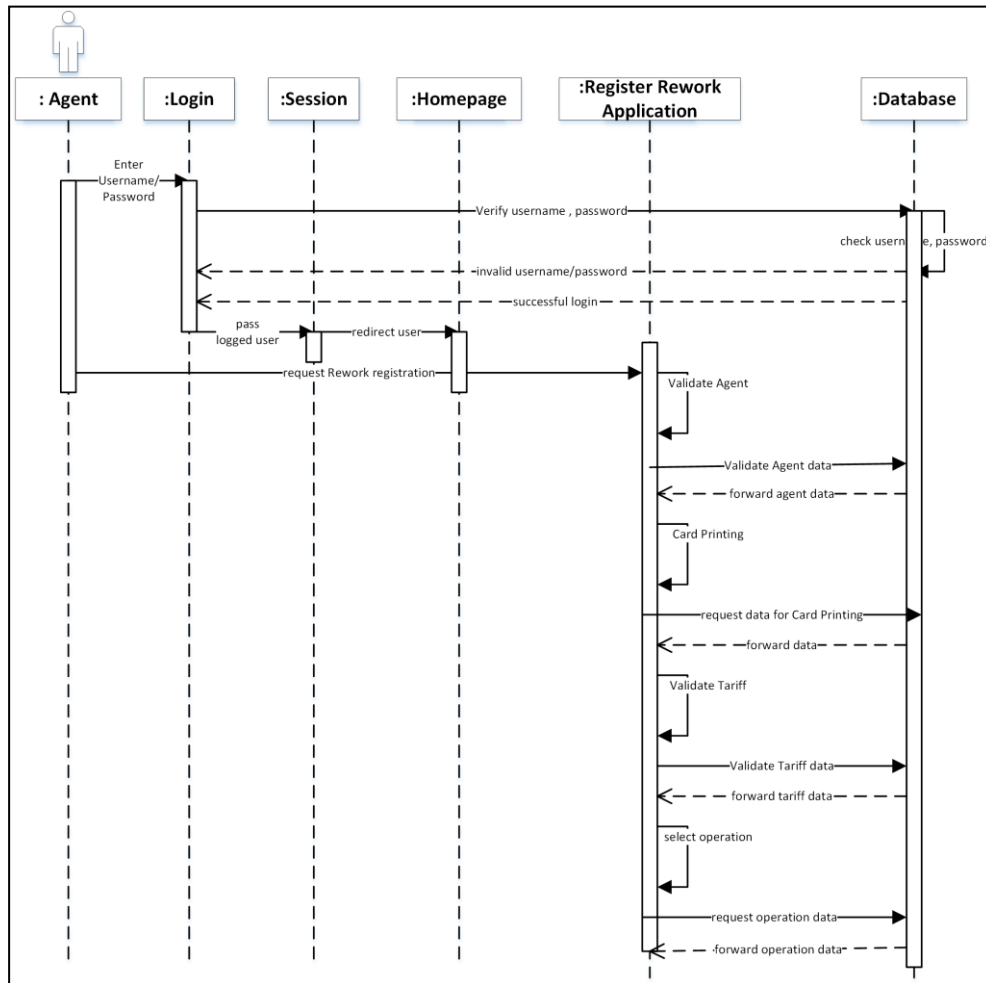 : Agent
:Login
:Session
:Homepage
:Register Rework
Application
:Database
Enter
Username/
Password
Verify username , password
check username, password
invalid username/password
successful login
pass
logged user
redirect user
request Rework registration
Validate Agent
Validate Agent data
forward agent data
Card Printing
request data for Card Printing
forward data
Validate Tariff
Validate Tariff data
forward tariff data
select operation
request operation data
forward operation data